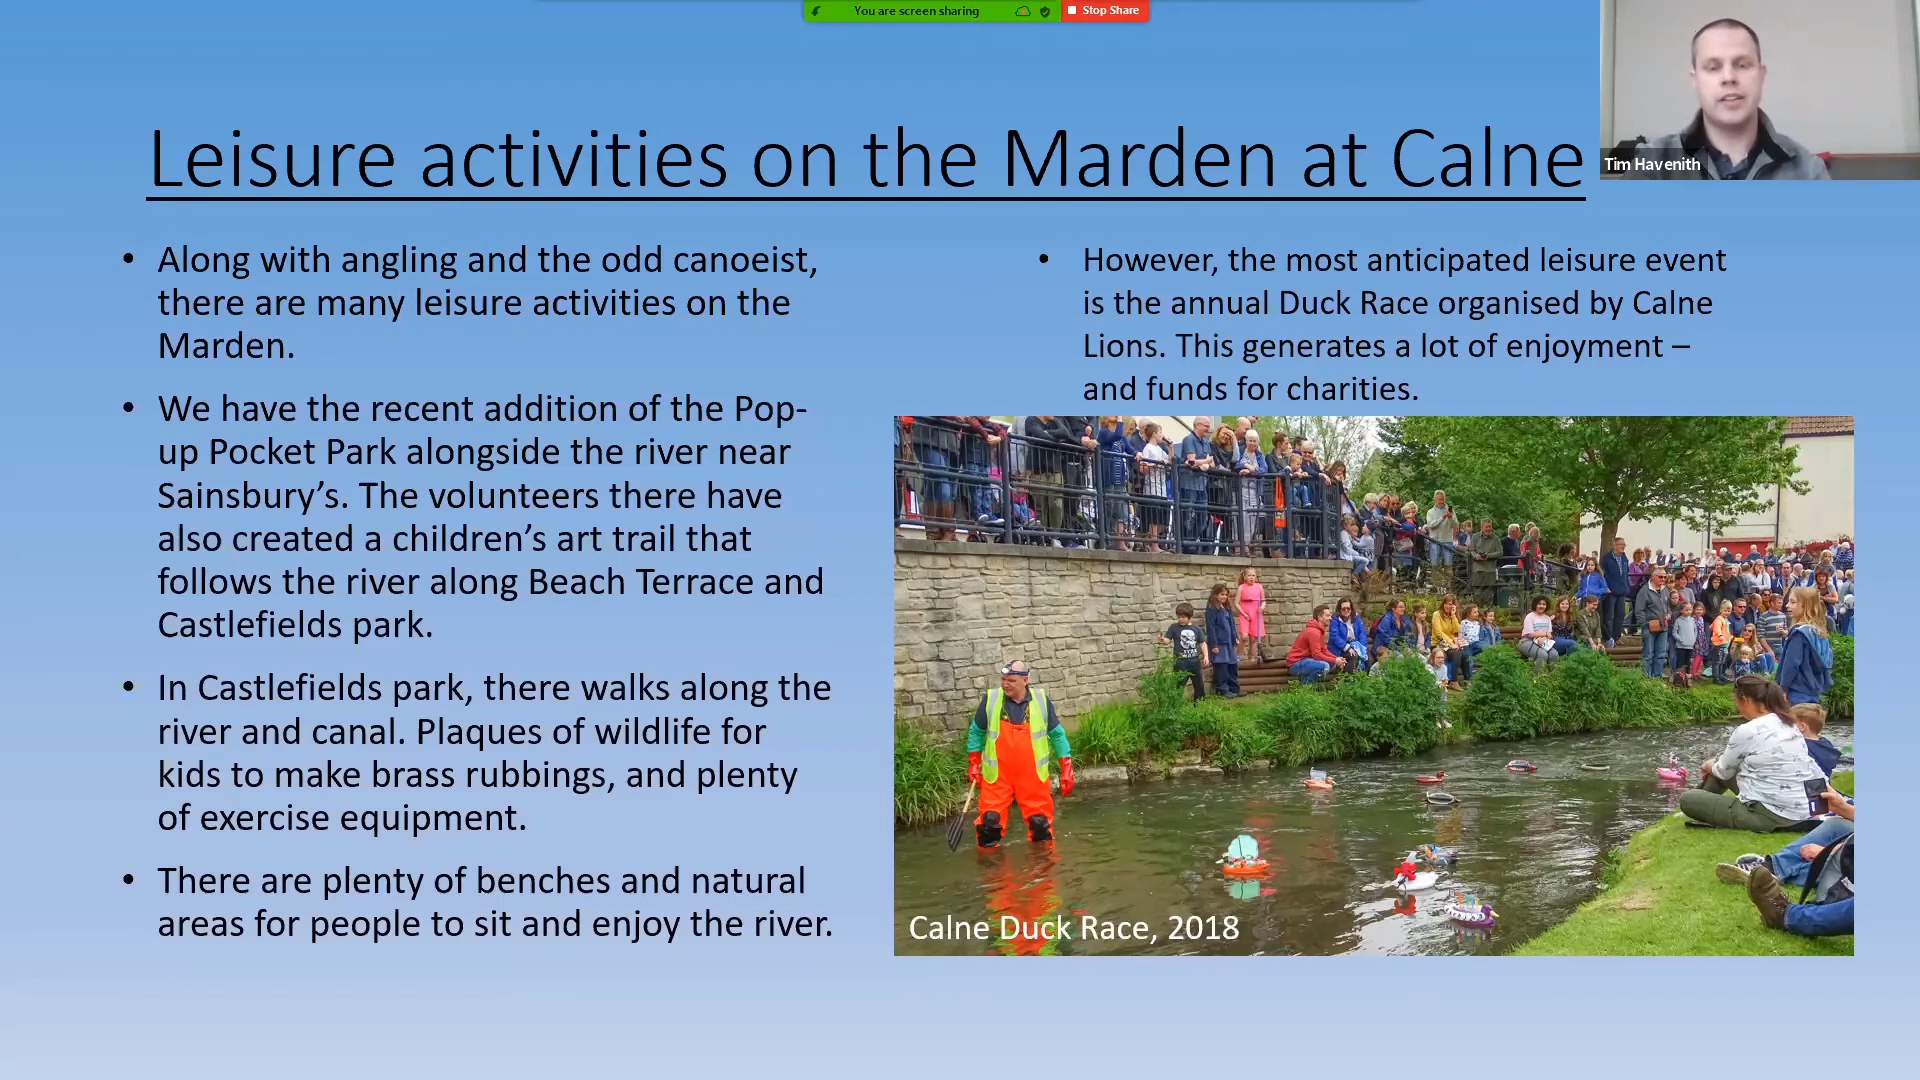 You are screen sharing
Stop Share
Tim Havenith
Leisure activities on the Marden at Calne
• Along with angling and the odd canoeist,
there are many leisure activities on the
Marden.
• We have the recent addition of the Pop-
up Pocket Park alongside the river near
Sainsbury’s. The volunteers there have
also created a children’s art trail that
follows the river along Beach Terrace and
Castlefields park.
• In Castlefields park, there walks along the
river and canal. Plaques of wildlife for
kids to make brass rubbings, and plenty
of exercise equipment.
• There are plenty of benches and natural
areas for people to sit and enjoy the river.
• However, the most anticipated leisure event
is the annual Duck Race organised by Calne
Lions. This generates a lot of enjoyment –
and funds for charities.
Calne Duck Race, 2018